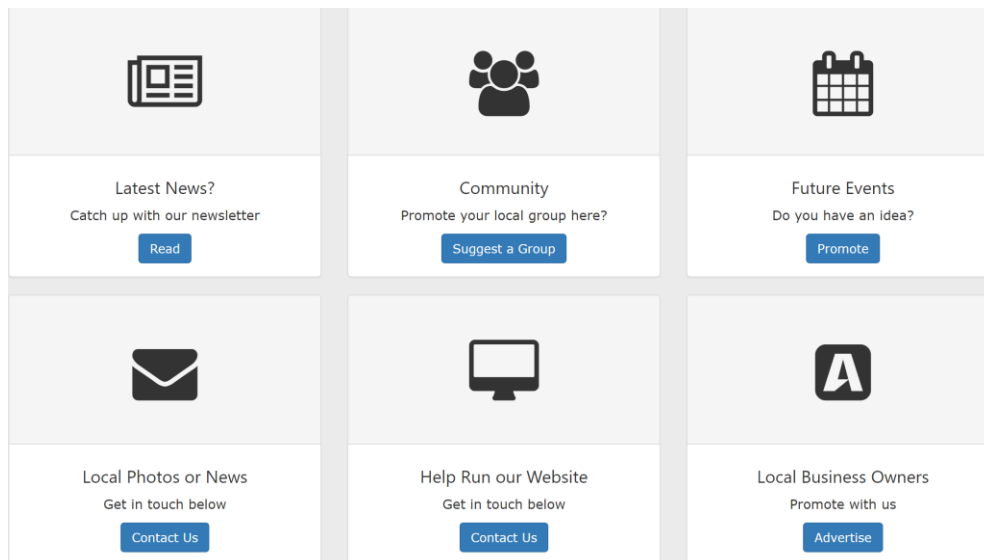 Latest News?
Catch up with our newsletter
Read
Community
Promote your local group here?
Suggest a Group
Future Events
Do you have an idea?
Promote
A
Local Photos or News
Get in touch below
Contact Us
Help Run our Website
Get in touch below
Contact Us
Local Business Owners
Promote with us
Advertise